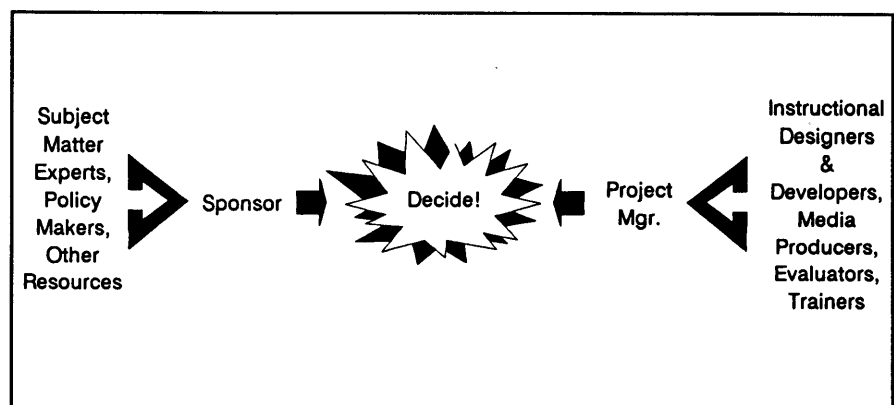 Subject
Matter
Experts,
Policy
Makers,
Other
Resources
Sponsor
Decide!
Project
Mgr.
Instructional
Designers
&
Developers,
Media
Producers,
Evaluators,
Trainers